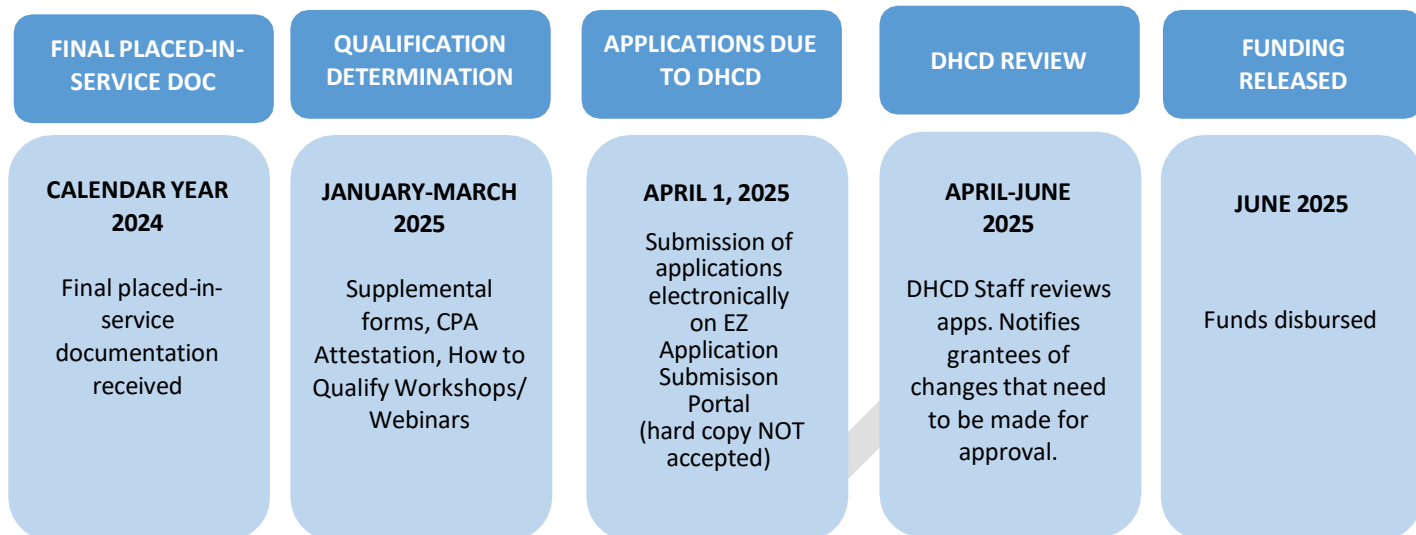 FINAL PLACED-IN-
SERVICE DOC
QUALIFICATION
DETERMINATION
APPLICATIONS DUE
TO DHCD
DHCD REVIEW
FUNDING
RELEASED
CALENDAR YEAR
2024
Final placed-in-
service
documentation
received
JANUARY-MARCH
2025
Supplemental
forms, CPA
Attestation, How to
Qualify Workshops/
Webinars
APRIL 1, 2025
Submission of
applications
electronically
on EZ
Application
Submisison
Portal
(hard copy NOT
accepted)
APRIL-JUNE
2025
DHCD Staff reviews
apps. Notifies
grantees of
changes that need
to be made for
approval.
JUNE 2025
Funds disbursed